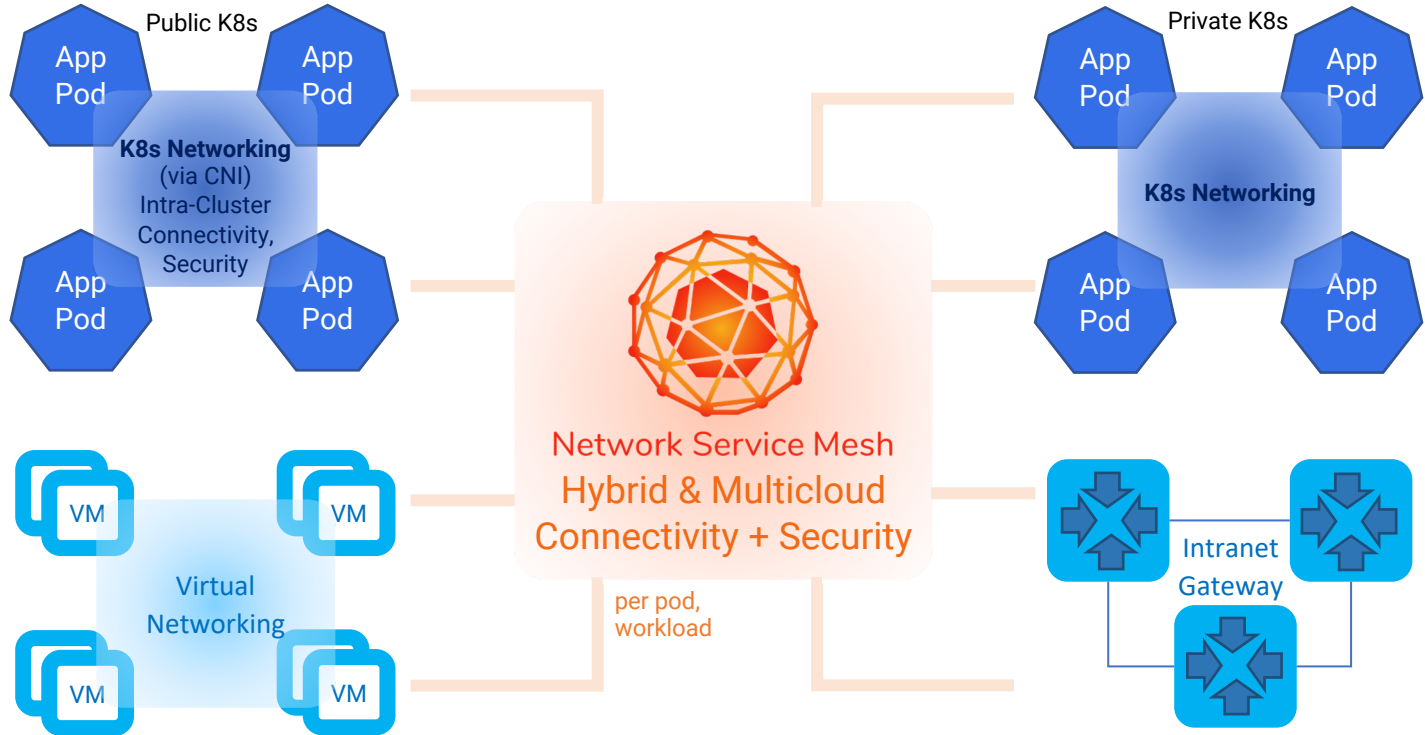 Public K8s
App
Pod
App
Pod
K8s Networking
(via CNI)
Intra-Cluster
Connectivity,
Security
App
Pod
App
Pod
Private K8s
App
Pod
App
Pod
K8s Networking
App
Pod
App
Pod
Network Service Mesh
Hybrid & Multicloud
Connectivity + Security
per pod,
workload
VM
VM
Virtual
Networking
VM
VM
Intranet
Gateway